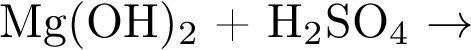 Mg(OH)₂ + H₂SO₄ →